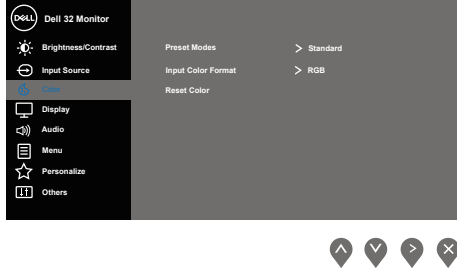 DELL Dell 32 Monitor
Brightness/Contrast Preset Modes > Standard
Input Source Input Color Format > RGB
Color Reset Color
Display
Audio
Menu
Personalize
Others